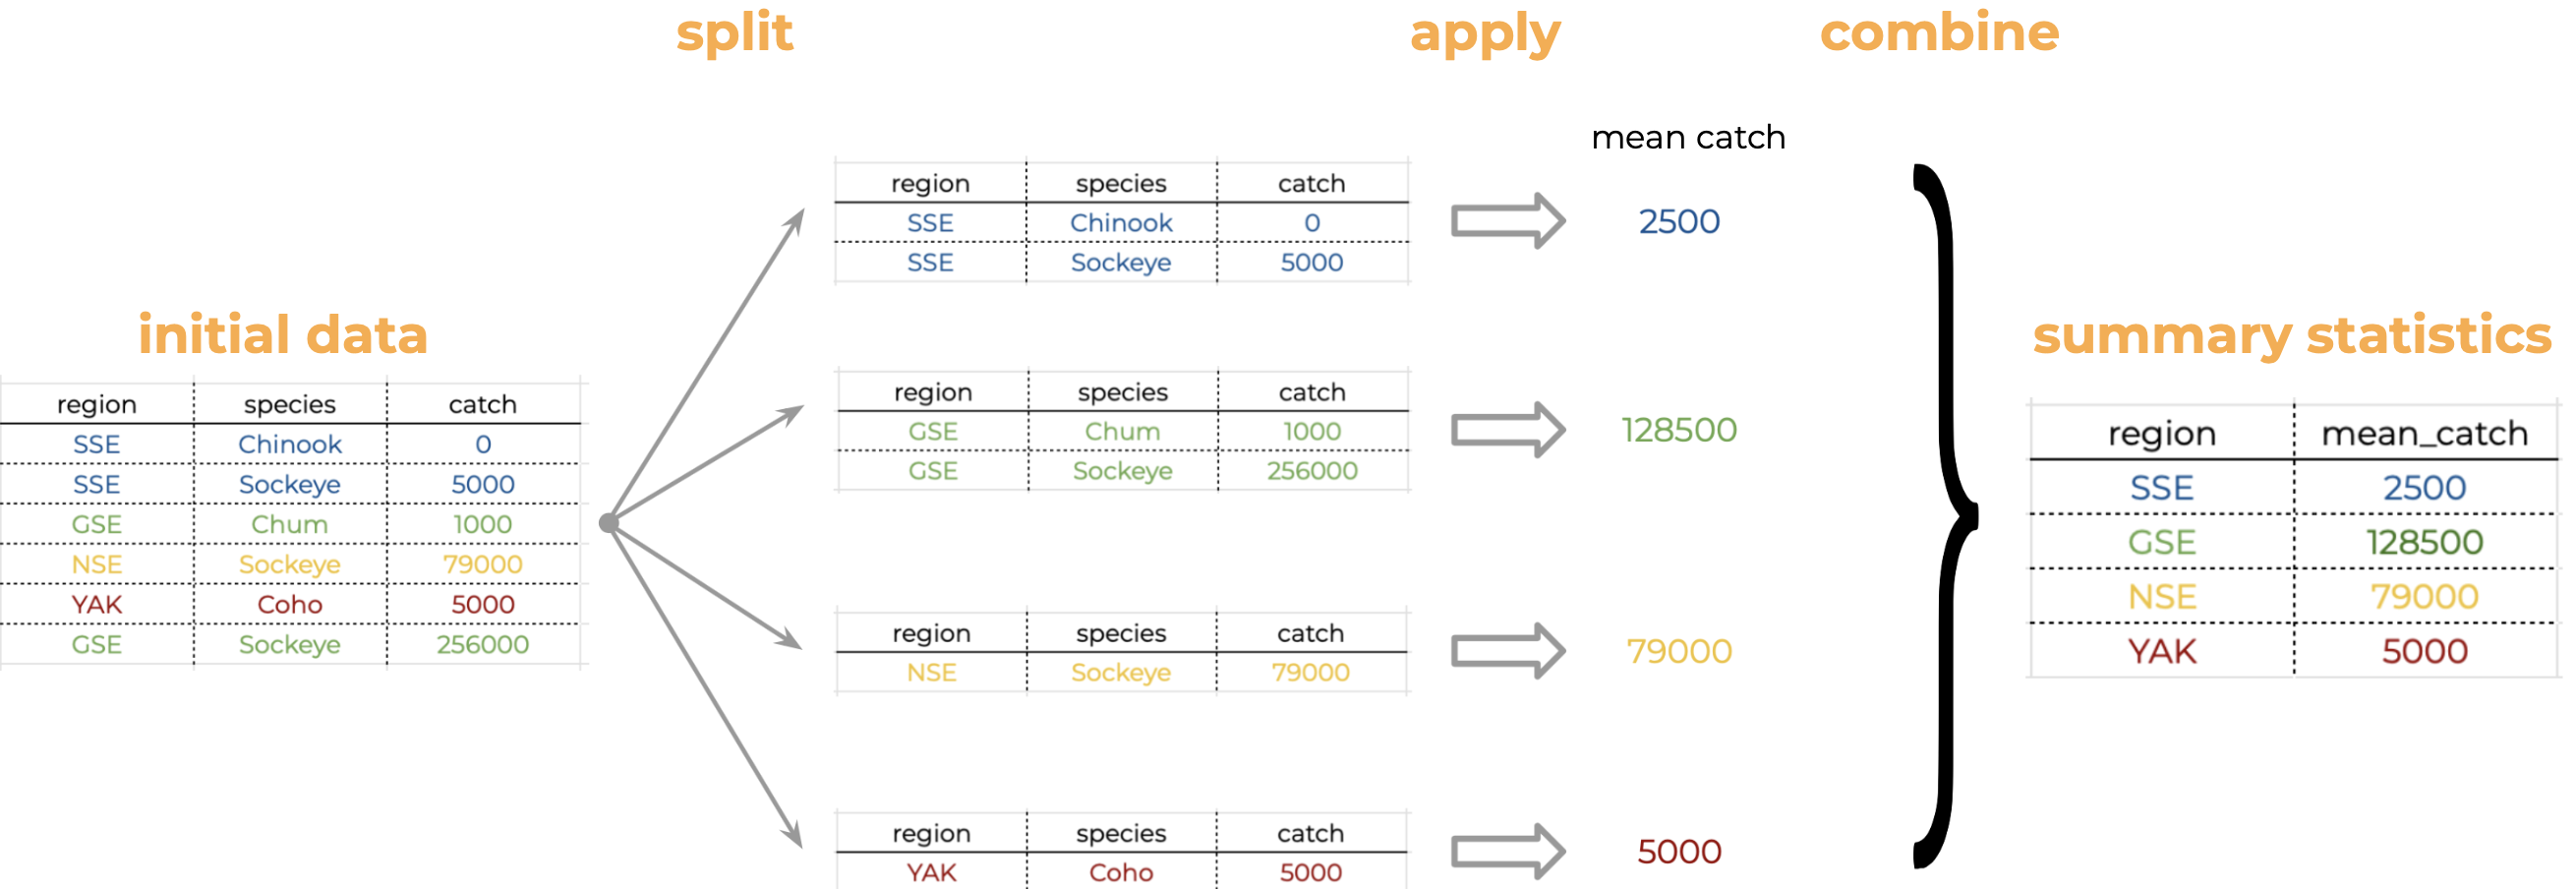 split apply combine
mean catch
region species catch
SSE Chinook 0
SSE Sockeye 5000
2500
initial data
region species catch
SSE Chinook 0
SSE Sockeye 5000
GSE Chum 1000
NSE Sockeye 79000
YAK Coho 5000
GSE Sockeye 256000
region species catch
GSE Chum 1000
GSE Sockeye 256000
128500
region species catch
NSE Sockeye 79000
79000
region species catch
YAK Coho 5000
5000
summary statistics
region mean_catch
SSE 2500
GSE 128500
NSE 79000
YAK 5000